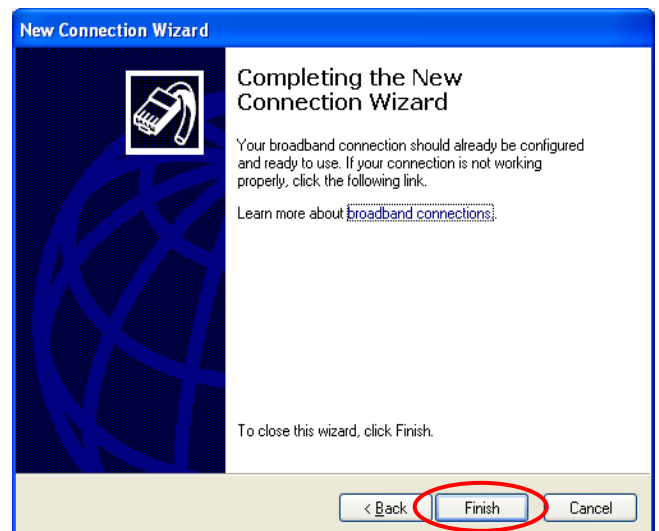 New Connection Wizard
Completing the New
Connection Wizard
Your broadband connection should already be configured
and ready to use. If your connection is not working
properly, click the following link.
Learn more about broadband connections.
To close this wizard, click Finish.
< Back
Finish
Cancel